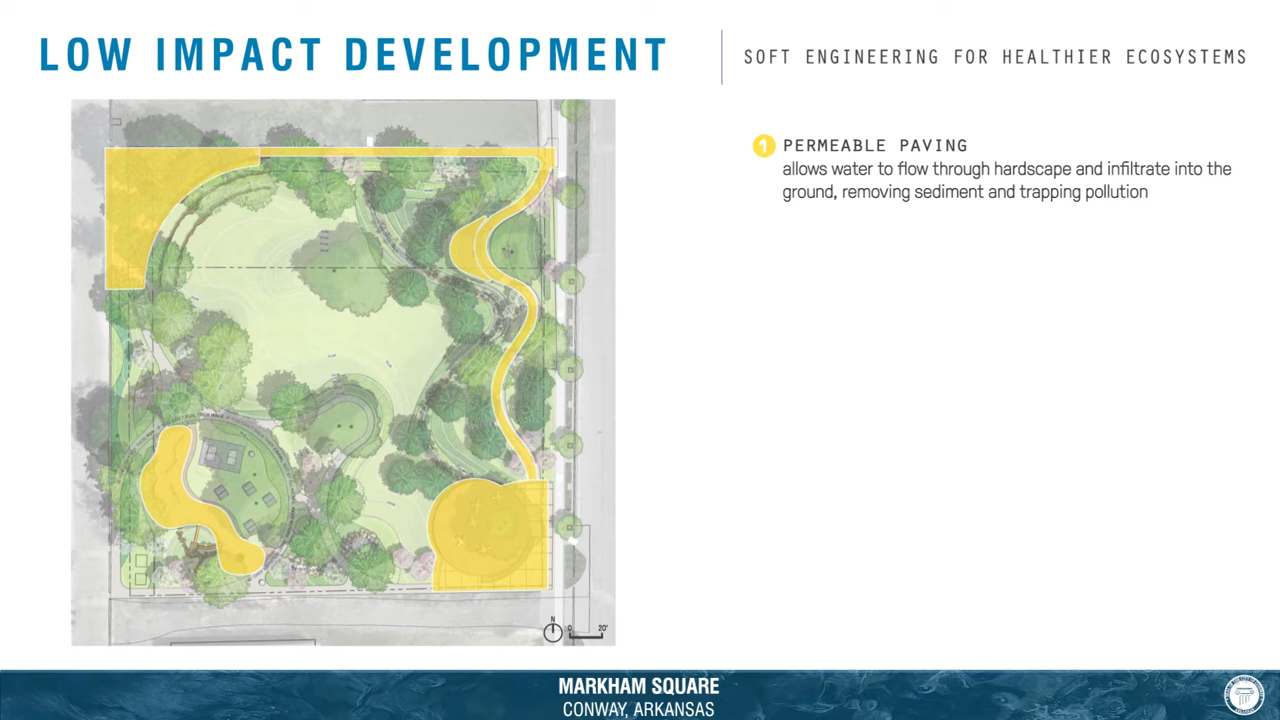 LOW IMPACT DEVELOPMENT
SOFT ENGINEERING FOR HEALTHIER ECOSYSTEMS
1 PERMEABLE PAVING
allows water to flow through hardscape and infiltrate into the
ground, removing sediment and trapping pollution
N
0 20'
MARKHAM SQUARE
CONWAY, ARKANSAS